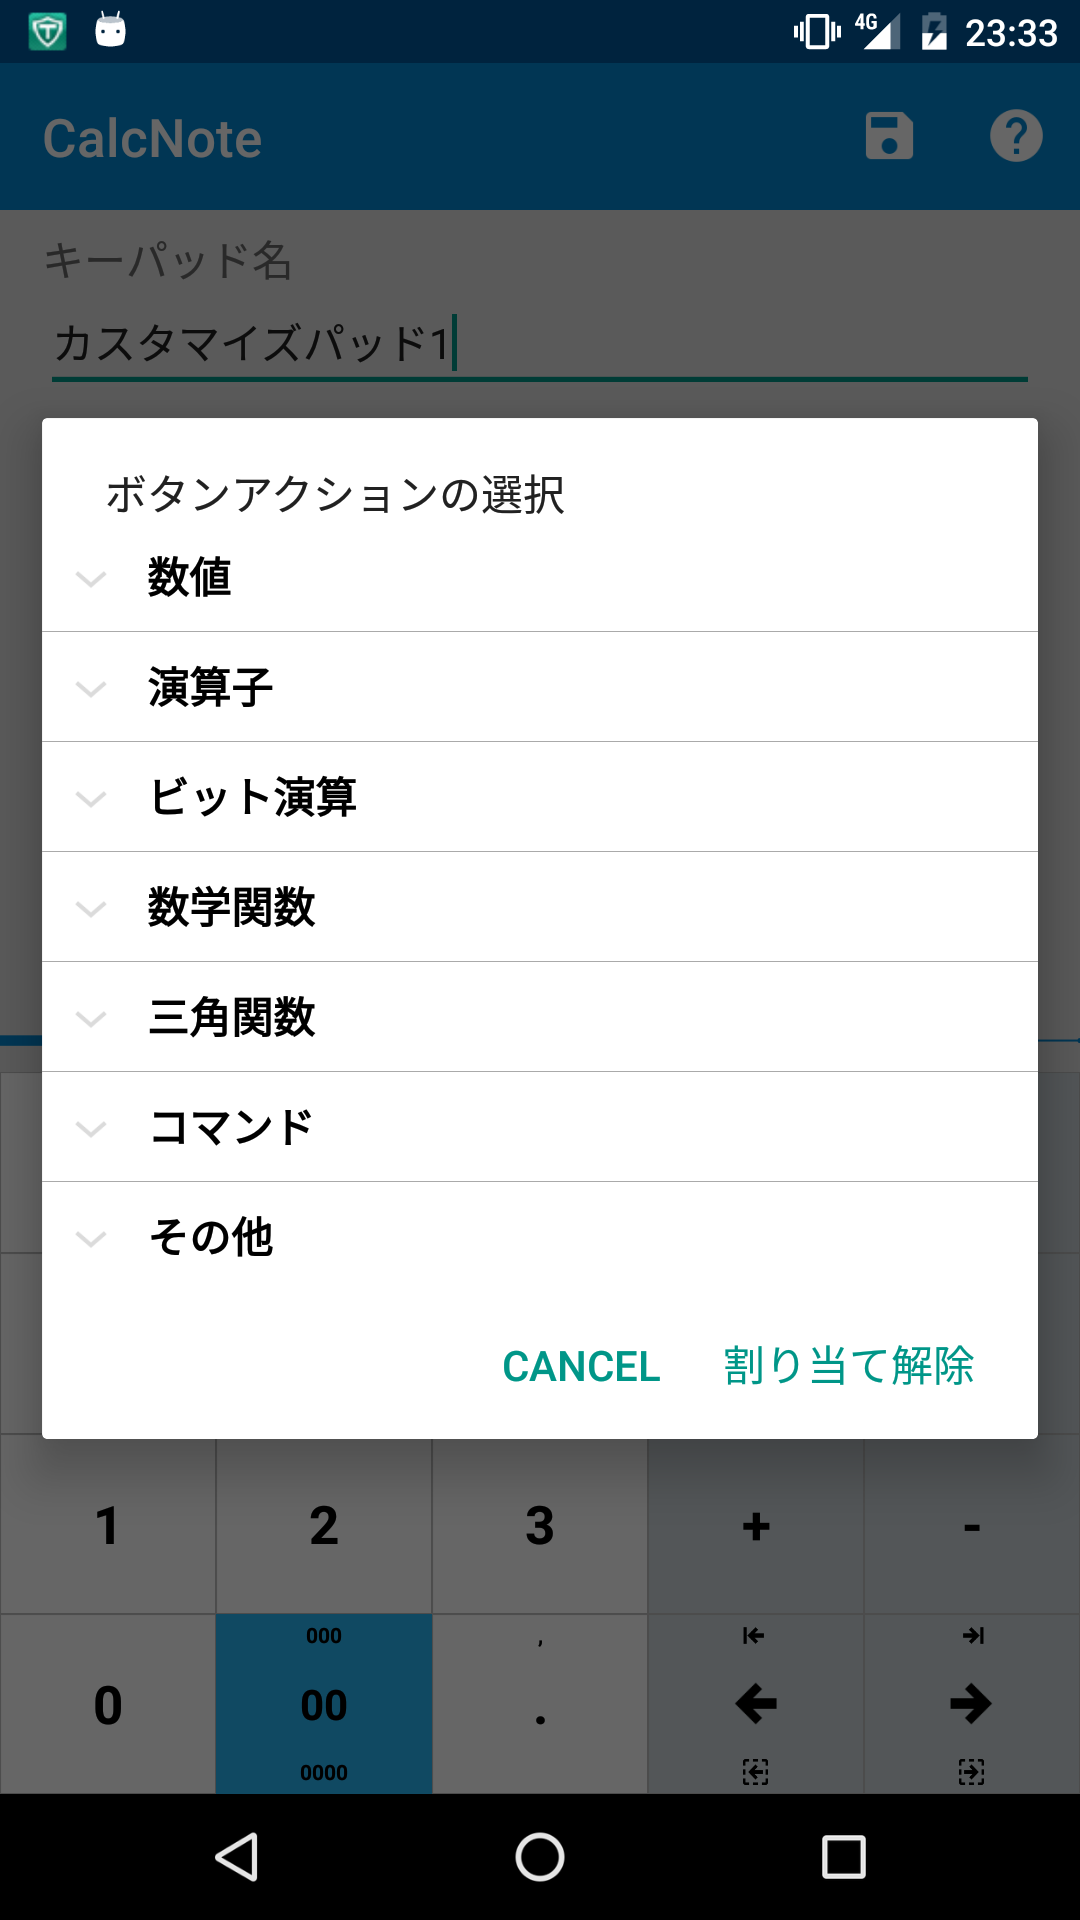 4G 23:33
CalcNote
キーパッド名
カスタマイズパッド1
ボタンアクションの選択
数値
演算子
ビット演算
数学関数
三角関数
コマンド
その他
CANCEL 割り当て解除
1 2 3 + -
000 ,
0 00 .
0000